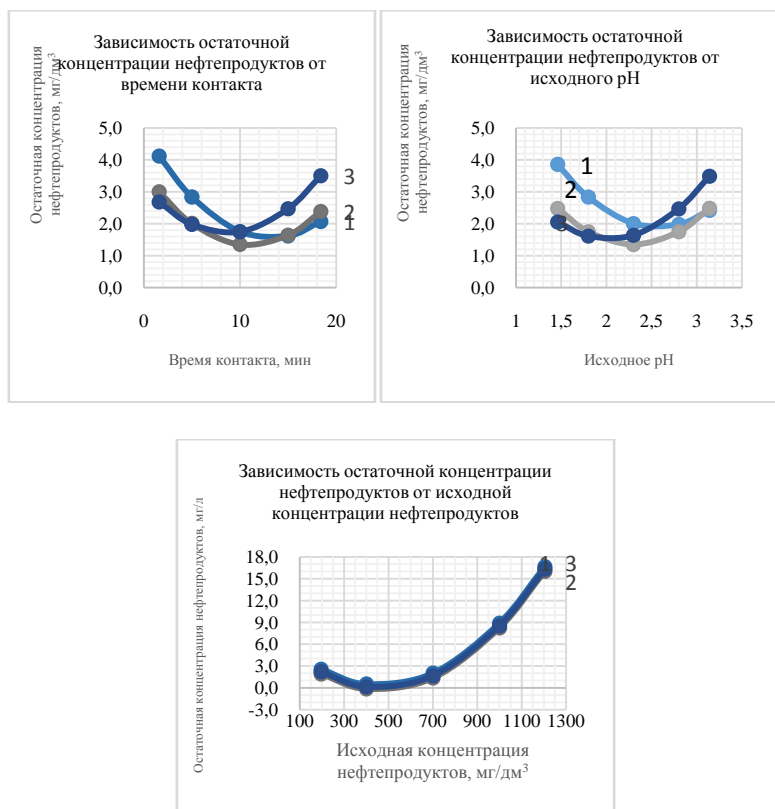 Зависимость остаточной
концентрации нефтепродуктов от
времени контакта
Остаточная концентрация
нефтепродуктов, мг/дм³
5,0
4,0
3,0
2,0
1,0
0,0
3
2
1
0
10
20
Время контакта, мин
Зависимость остаточной
концентрации нефтепродуктов от
исходного pH
Остаточная концентрация
нефтепродуктов, мг/дм³
5,0
4,0
3,0
2,0
1,0
0,0
1
2
3
1
1,5
2
2,5
3
3,5
Исходное pH
Зависимость остаточной концентрации
нефтепродуктов от исходной
концентрации нефтепродуктов
Остаточная концентрация нефтепродуктов, мг/л
18,0
15,0
12,0
9,0
6,0
3,0
0,0
-3,0
1
3
2
100
300
500
700
900
1100
1300
Исходная концентрация
нефтепродуктов, мг/дм³